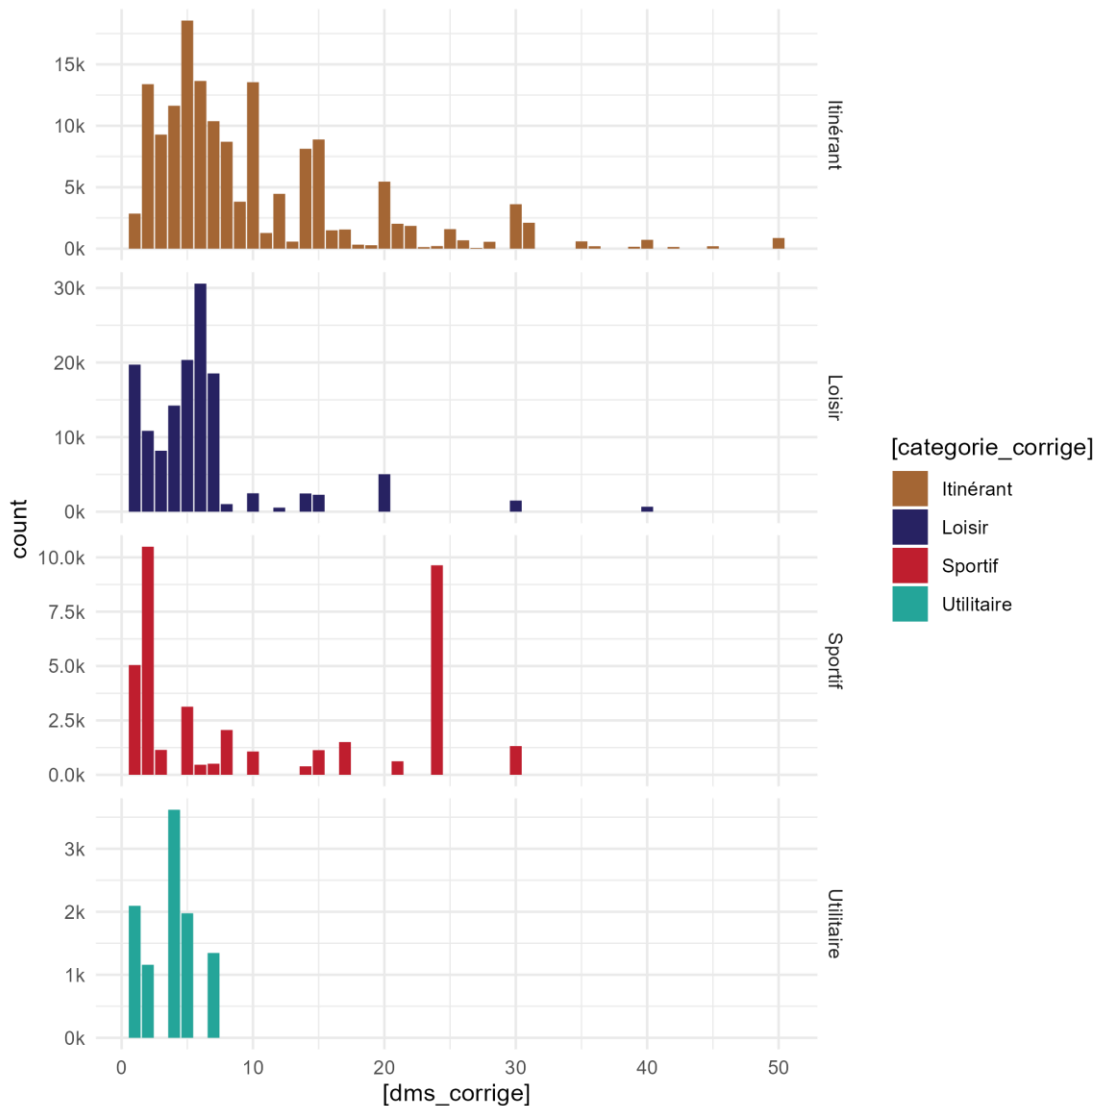 15k
10k
5k
0k
Itinérant
30k
20k
10k
0k
Loisir
count
10.0k
7.5k
5.0k
2.5k
0.0k
Sportif
3k
2k
1k
0k
Utilitaire
0 10 20 30 40 50
[dms_corrige]
[categorie_corrige]
Itinérant
Loisir
Sportif
Utilitaire